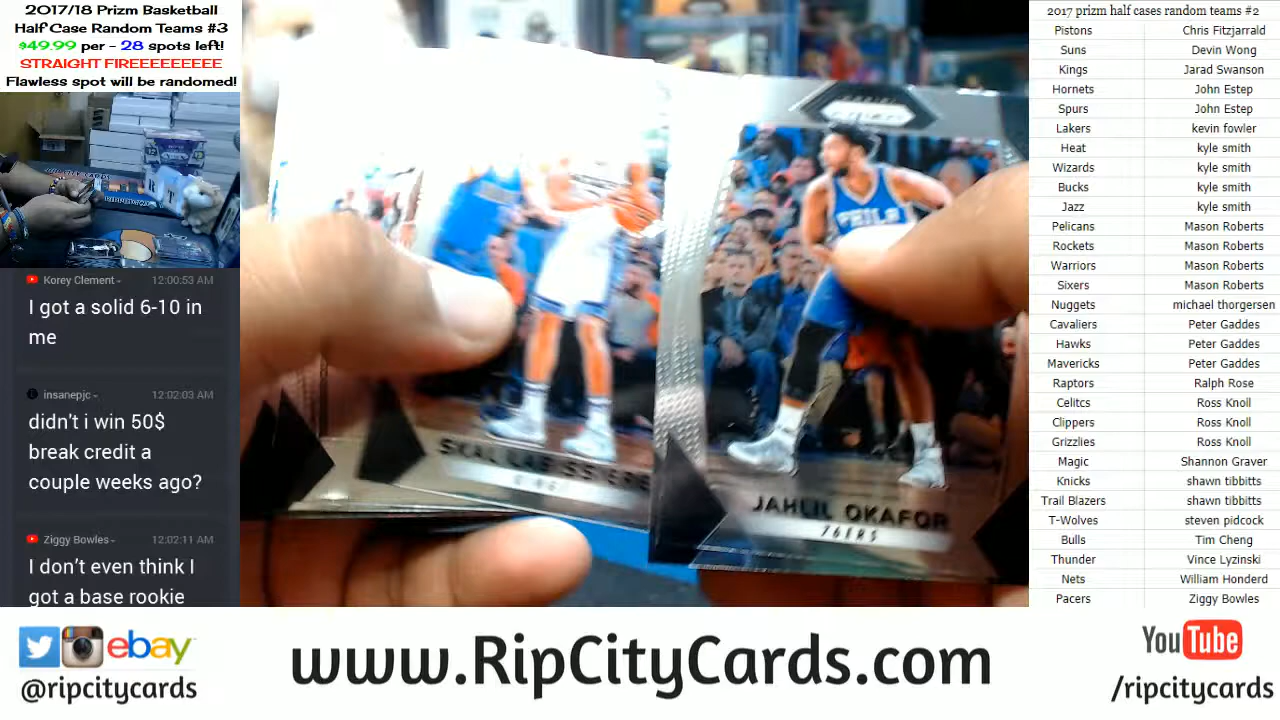 2017/18 Prizm Basketball
Half Case Random Teams #3
$49.99 per - 28 spots left!
STRAIGHT FIREEEEEEEEE
Flawless spot will be randomed!
Korey Clement
12:00:53 AM
I got a solid 6-10 in
me
insanepjc
12:02:03 AM
didn't i win 50$
break credit a
couple weeks ago?
Ziggy Bowles
12:02:11 AM
I don't even think I
got a base rookie
PHILA
SKAL LABISSIERE
JAHLIL OKAFOR
76ERS
2017 prizm half cases random teams #2
Pistons Chris Fitzjarrald
Suns Devin Wong
Kings Jarad Swanson
Hornets John Estep
Spurs John Estep
Lakers kevin fowler
Heat kyle smith
Wizards kyle smith
Bucks kyle smith
Jazz kyle smith
Pelicans Mason Roberts
Rockets Mason Roberts
Warriors Mason Roberts
Sixers Mason Roberts
Nuggets michael thorgersen
Cavaliers Peter Gaddes
Hawks Peter Gaddes
Mavericks Peter Gaddes
Raptors Ralph Rose
Celitcs Ross Knoll
Clippers Ross Knoll
Grizzlies Ross Knoll
Magic Shannon Graver
Knicks shawn tibbitts
Trail Blazers shawn tibbitts
T-Wolves steven pidcock
Bulls Tim Cheng
Thunder Vince Lyzinski
Nets William Honderd
Pacers Ziggy Bowles
ebay
@ripcitycards
www.RipCityCards.com
YouTube
/ripcitycards